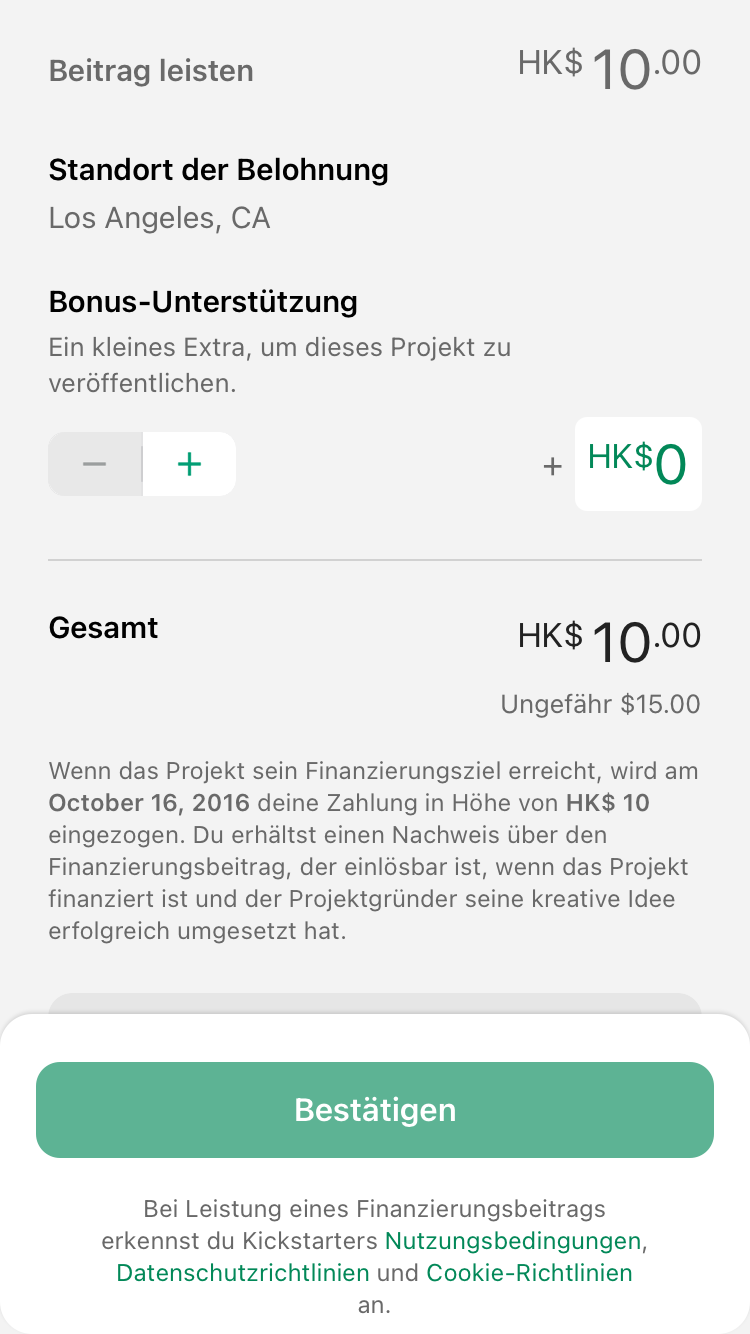 Beitrag leisten HK$ 10.00
Standort der Belohnung
Los Angeles, CA
Bonus-Unterstützung
Ein kleines Extra, um dieses Projekt zu
veröffentlichen.
− + + HK$0
Gesamt HK$ 10.00
Ungefähr $15.00
Wenn das Projekt sein Finanzierungsziel erreicht, wird am
October 16, 2016 deine Zahlung in Höhe von HK$ 10
eingezogen. Du erhältst einen Nachweis über den
Finanzierungsbeitrag, der einlösbar ist, wenn das Projekt
finanziert ist und der Projektgründer seine kreative Idee
erfolgreich umgesetzt hat.
Bestätigen
Bei Leistung eines Finanzierungsbeitrags
erkennst du Kickstarters Nutzungsbedingungen,
Datenschutzrichtlinien und Cookie-Richtlinien
an.